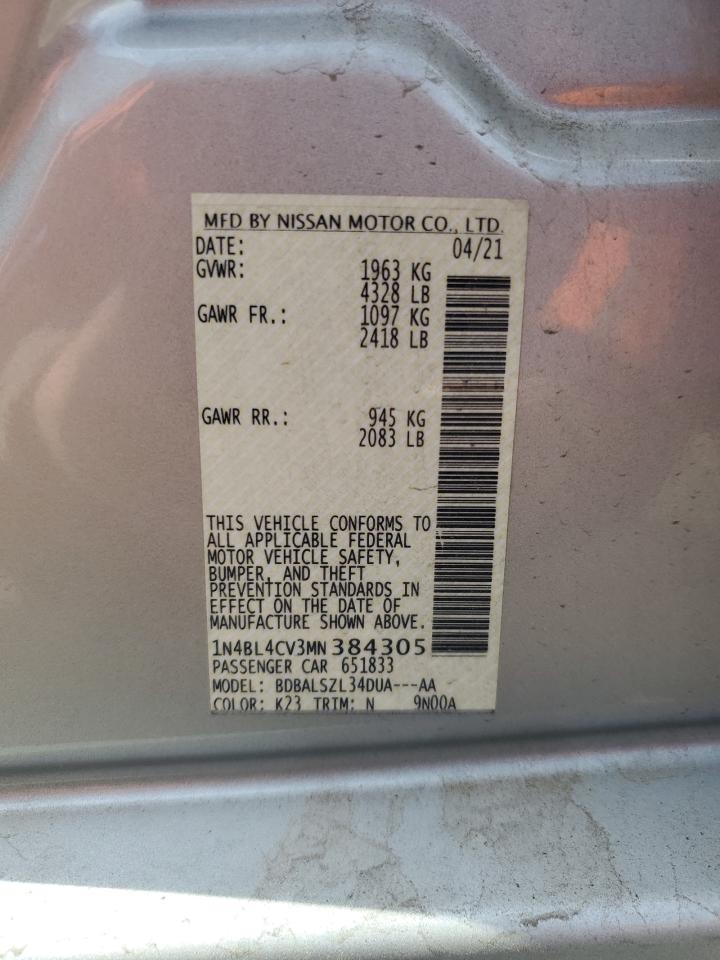 MFD BY NISSAN MOTOR CO., LTD.
DATE: 04/21
GVWR: 1963 KG
4328 LB
GAWR FR.: 1097 KG
2418 LB
GAWR RR.: 945 KG
2083 LB
THIS VEHICLE CONFORMS TO
ALL APPLICABLE FEDERAL
MOTOR VEHICLE SAFETY,
BUMPER, AND THEFT
PREVENTION STANDARDS IN
EFFECT ON THE DATE OF
MANUFACTURE SHOWN ABOVE.
1N4BL4CV3MN384305
PASSENGER CAR 651833
MODEL: BDBALSZL34DUA---AA
COLOR: K23 TRIM: N 9N00A